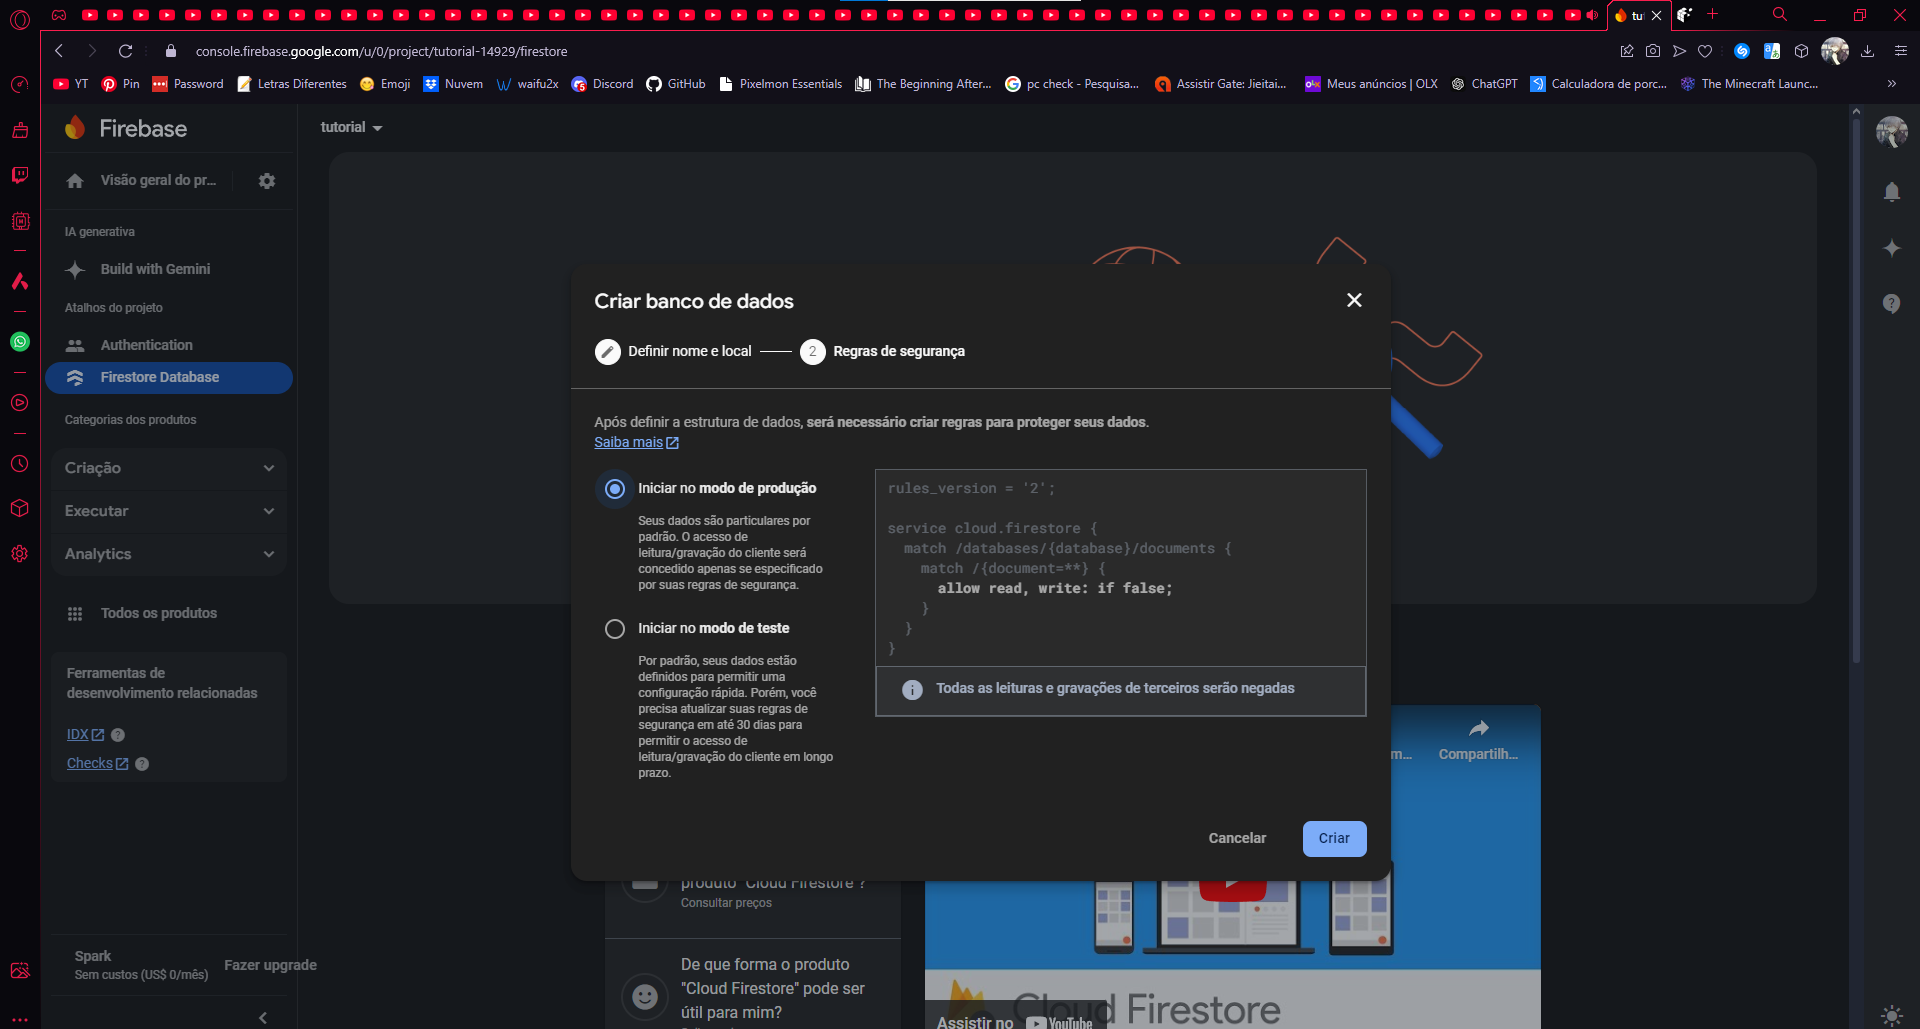 tu
console.firebase.google.com/u/0/project/tutorial-14929/firestore
YT
Pin
Password
Letras Diferentes
Emoji
Nuvem
waifu2x
Discord
GitHub
Pixelmon Essentials
The Beginning After...
pc check - Pesquisa...
Assistir Gate: Jieitai...
Meus anúncios | OLX
ChatGPT
Calculadora de porc...
The Minecraft Launc...
»
Firebase
tutorial
Visão geral do pr...
IA generativa
Build with Gemini
Atalhos do projeto
Authentication
Firestore Database
Categorias dos produtos
Criação
Executar
Analytics
Todos os produtos
Ferramentas de
desenvolvimento relacionadas
IDX
Checks
Spark
Sem custos (US$ 0/mês)
Fazer upgrade
Criar banco de dados
Definir nome e local
2
Regras de segurança
Após definir a estrutura de dados, será necessário criar regras para proteger seus dados.
Saiba mais
Iniciar no modo de produção
Seus dados são particulares por
padrão. O acesso de
leitura/gravação do cliente será
concedido apenas se especificado
por suas regras de segurança.
Iniciar no modo de teste
Por padrão, seus dados estão
definidos para permitir uma
configuração rápida. Porém, você
precisa atualizar suas regras de
segurança em até 30 dias para
permitir o acesso de
leitura/gravação do cliente em longo
prazo.
rules_version = '2';
service cloud.firestore {
match /databases/{database}/documents {
match /{document=**} {
allow read, write: if false;
}
}
}
Todas as leituras e gravações de terceiros serão negadas
Cancelar
Criar
m...
Compartilh...
produto "Cloud Firestore"?
Consultar preços
De que forma o produto
"Cloud Firestore" pode ser
útil para mim?
Cloud Firestore
Assistir no
YouTube